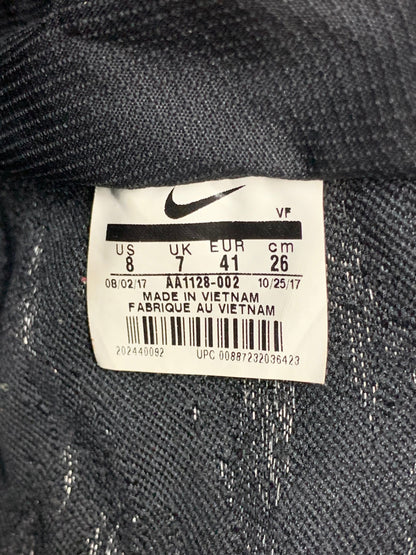 VF
US UK EUR cm
8 7 41 26
08/02/17 AA1128-002 10/25/17
MADE IN VIETNAM
FABRIQUE AU VIETNAM
202440092 UPC 00887232036423